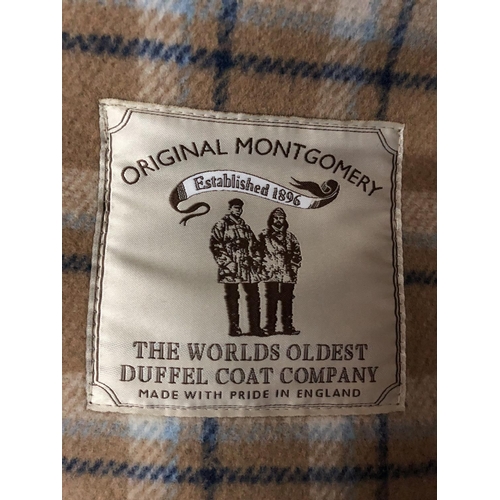 ORIGINAL MONTGOMERY
Established 1896
THE WORLDS OLDEST
DUFFEL COAT COMPANY
MADE WITH PRIDE IN ENGLAND